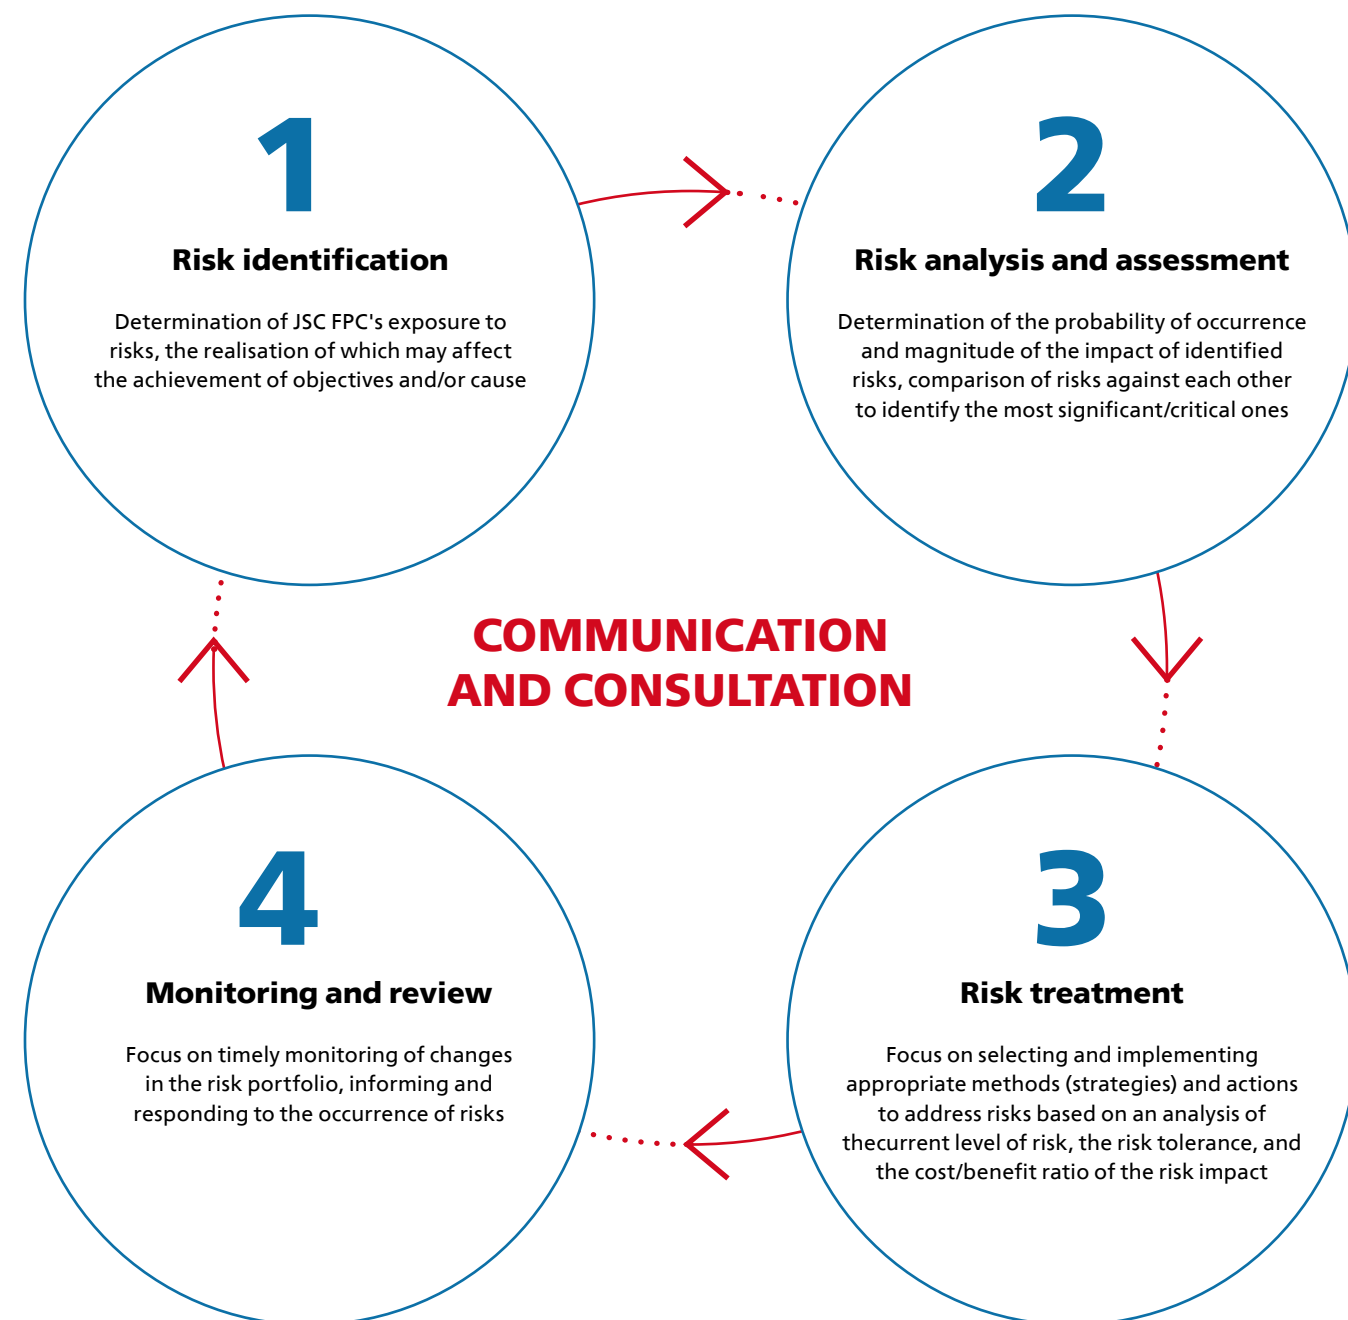 1
Risk identification
Determination of JSC FPC's exposure to
risks, the realisation of which may affect
the achievement of objectives and/or cause
2
Risk analysis and assessment
Determination of the probability of occurrence
and magnitude of the impact of identified
risks, comparison of risks against each other
to identify the most significant/critical ones
COMMUNICATION
AND CONSULTATION
3
Risk treatment
Focus on selecting and implementing
appropriate methods (strategies) and actions
to address risks based on an analysis of
thecurrent level of risk, the risk tolerance, and
the cost/benefit ratio of the risk impact
4
Monitoring and review
Focus on timely monitoring of changes
in the risk portfolio, informing and
responding to the occurrence of risks